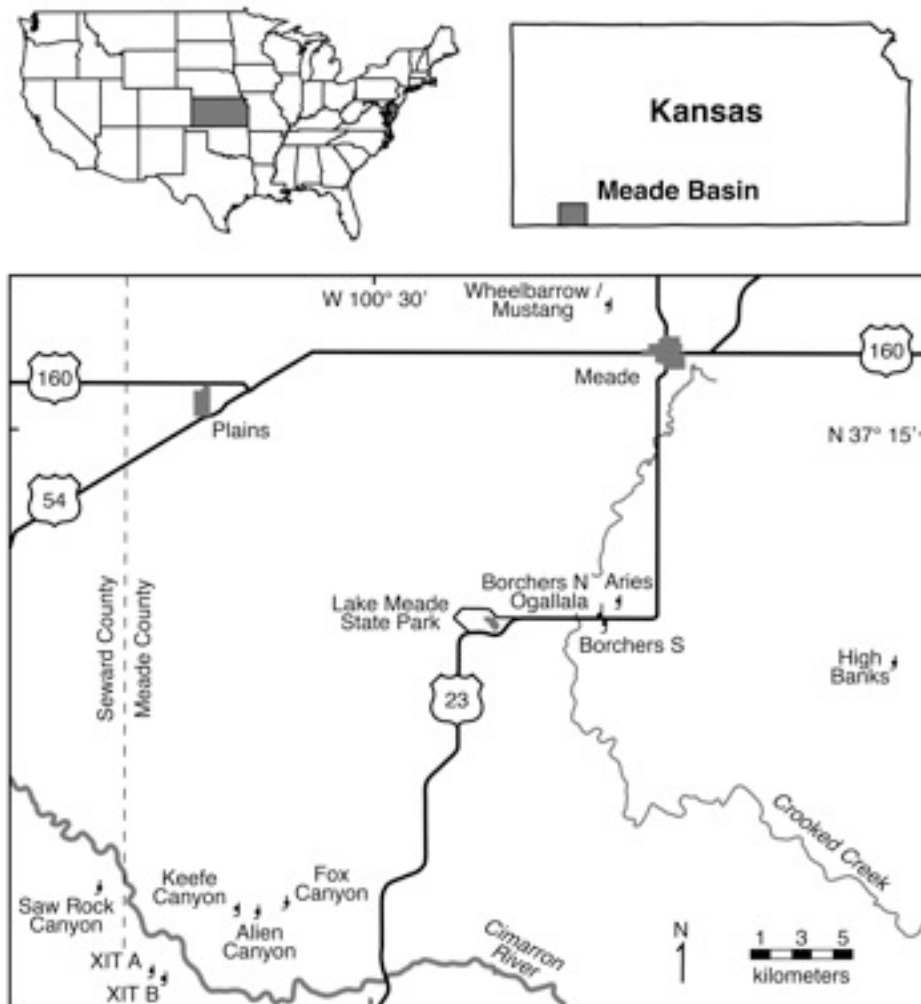 Kansas
Meade Basin
W 100° 30'
Wheelbarrow /
Mustang
160
160
Meade
Plains
N 37° 15'
54
Borchers N
Aries
Ogallala
Lake Meade
State Park
Borchers S
Seward County
Meade County
High
Banks
23
Crooked Creek
Keefe
Canyon
Fox
Canyon
Saw Rock
Canyon
Alien
Canyon
Cimarron
River
N
1 3 5
kilometers
XIT A
XIT B